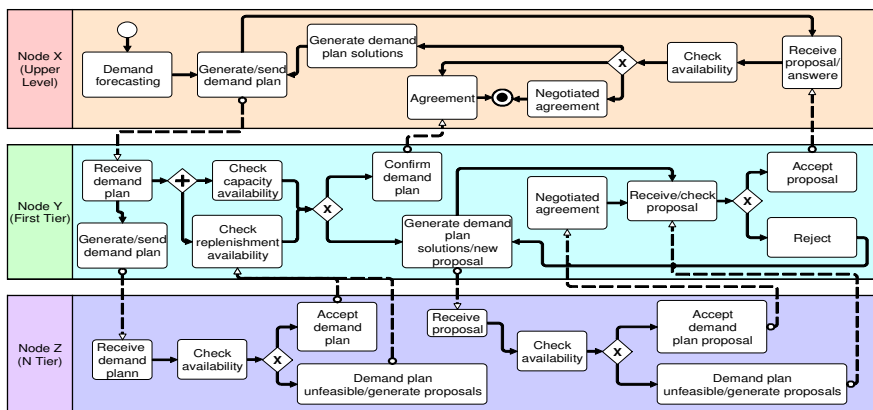 Node X
(Upper
Level)
Demand
forecasting
Generate/send
demand plan
Generate demand
plan solutions
Agreement
Negotiated
agreement
X
Check
availability
Receive
proposal/
answere
Node Y
(First Tier)
Receive
demand
plan
Generate/send
demand plan
+
Check
capacity
availability
Check
replenishment
availability
X
Confirm
demand
plan
Generate demand
plan
solutions/new
proposal
Negotiated
agreement
Receive/check
proposal
X
Accept
proposal
Reject
Node Z
(N Tier)
Receive
demand
plann
Check
availability
X
Accept
demand
plan
Demand plan
unfeasible/generate proposals
Receive
proposal
Check
availability
X
Accept
demand
plan proposal
Demand plan
unfeasible/generate proposals